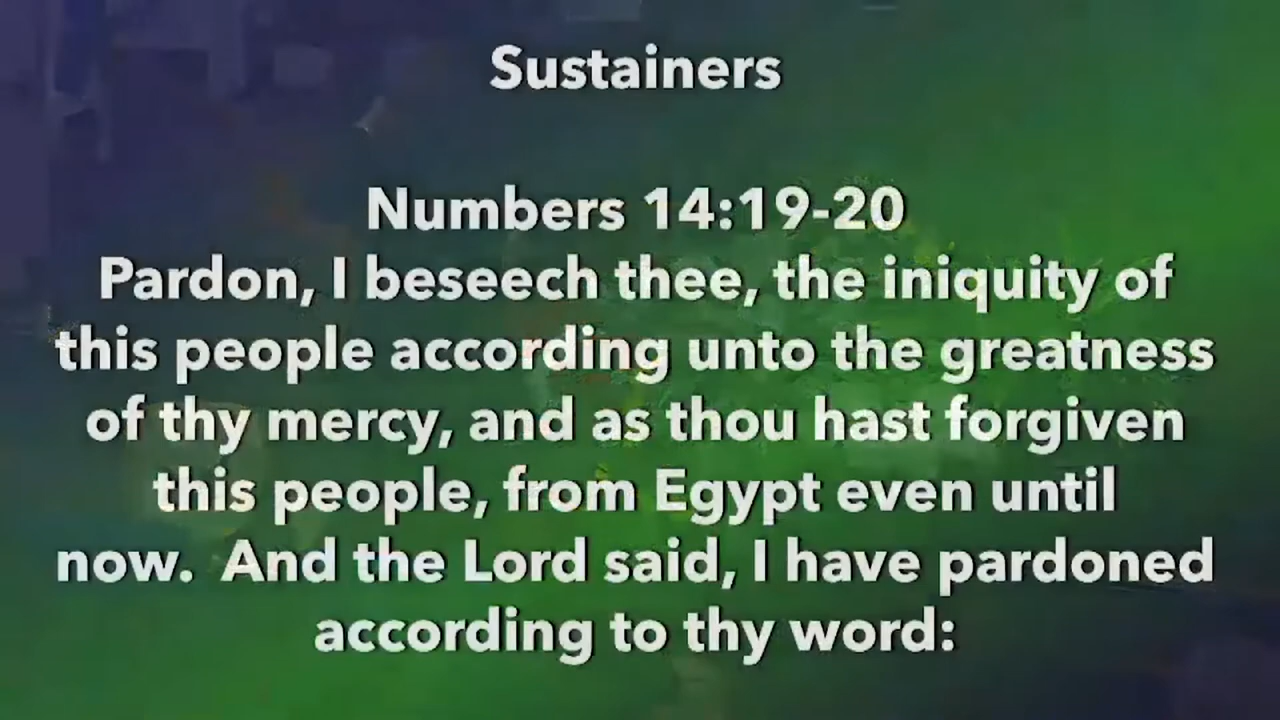 Sustainers
Numbers 14:19-20
Pardon, I beseech thee, the iniquity of
this people according unto the greatness
of thy mercy, and as thou hast forgiven
this people, from Egypt even until
now.  And the Lord said, I have pardoned
according to thy word: